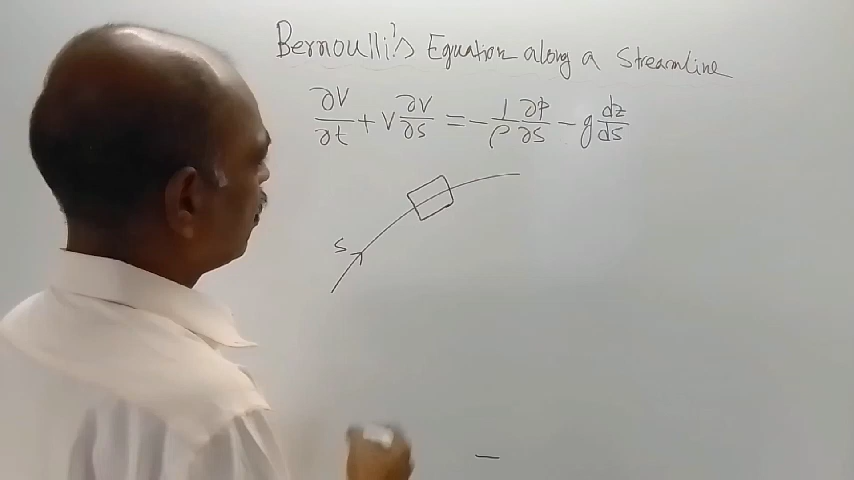 Bernoulli's Equation along a Streamline
∂V/∂t + V ∂V/∂s = - 1/ρ ∂p/∂s - g dz/ds
S